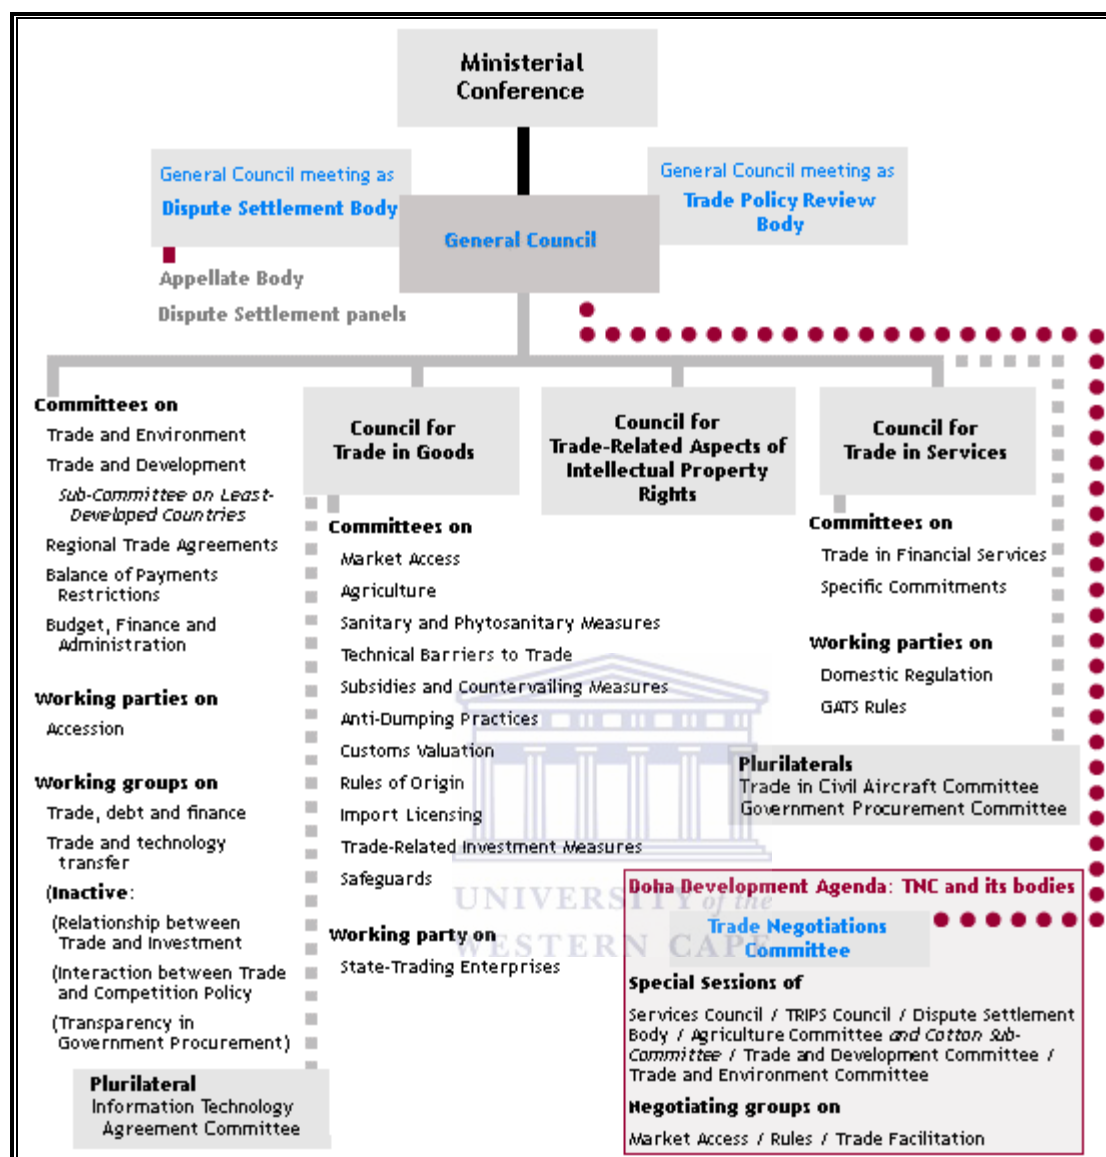 Ministerial
Conference
General Council meeting as
Dispute Settlement Body
General Council meeting as
Trade Policy Review
Body
General Council
Appellate Body
Dispute Settlement panels
Committees on
Trade and Environment
Trade and Development
Sub-Committee on Least-
Developed Countries
Regional Trade Agreements
Balance of Payments
Restrictions
Budget, Finance and
Administration
Working parties on
Accession
Working groups on
Trade, debt and finance
Trade and technology
transfer
(Inactive:
(Relationship between
Trade and Investment
(Interaction between Trade
and Competition Policy
(Transparency in
Government Procurement)
Plurilateral
Information Technology
Agreement Committee
Council for
Trade in Goods
Committees on
Market Access
Agriculture
Sanitary and Phytosanitary Measures
Technical Barriers to Trade
Subsidies and Countervailing Measures
Anti-Dumping Practices
Customs Valuation
Rules of Origin
Import Licensing
Trade-Related Investment Measures
Safeguards
Working party on
State-Trading Enterprises
Council for
Trade-Related Aspects of
Intellectual Property
Rights
Council for
Trade in Services
Committees on
Trade in Financial Services
Specific Commitments
Working parties on
Domestic Regulation
GATS Rules
Plurilaterals
Trade in Civil Aircraft Committee
Government Procurement Committee
Doha Development Agenda: TNC and its bodies
Trade Negotiations
Committee
Special Sessions of
Services Council / TRIPS Council / Dispute Settlement
Body / Agriculture Committee and Cotton Sub-
Committee / Trade and Development Committee /
Trade and Environment Committee
Negotiating groups on
Market Access / Rules / Trade Facilitation
UNIVERSITY of the
WESTERN CAPE